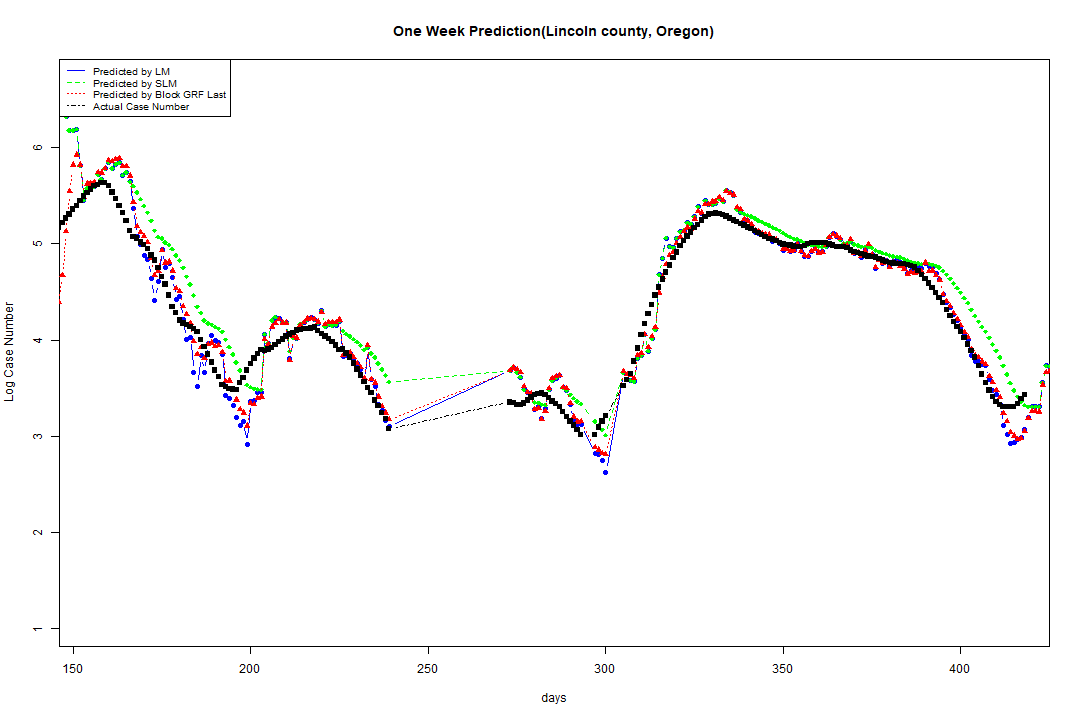 One Week Prediction(Lincoln county, Oregon)
Predicted by LM
Predicted by SLM
Predicted by Block GRF Last
Actual Case Number
Log Case Number
6
5
4
3
2
1
150 200 250 300 350 400
days